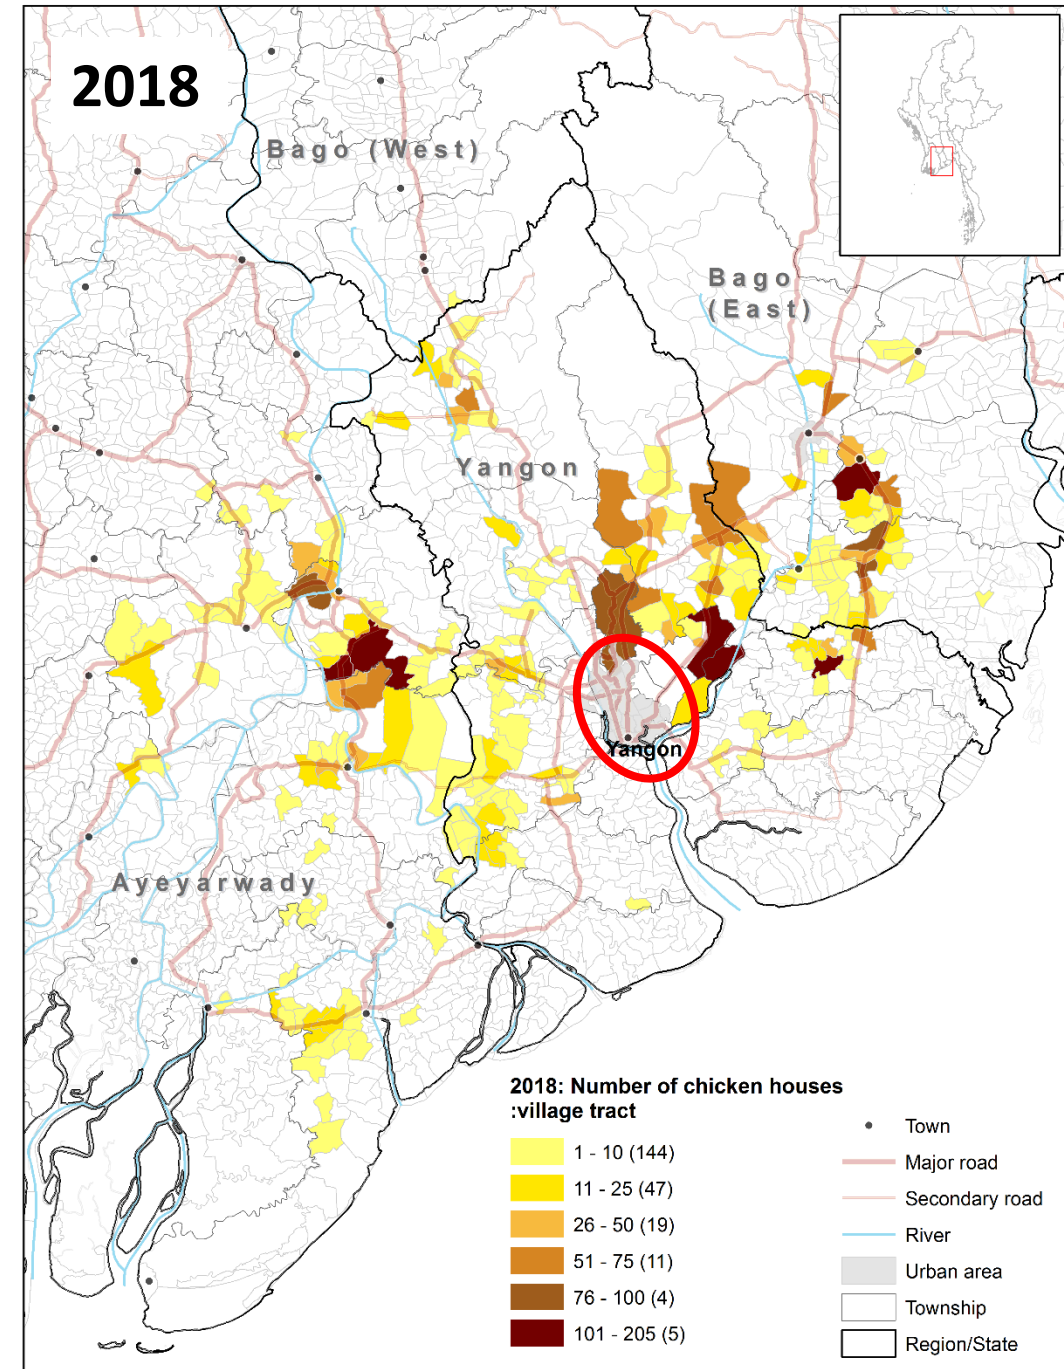 2018
Bago (West)
Bago
(East)
Yangon
Yangon
Ayeyarwady
2018: Number of chicken houses
:village tract
1 - 10 (144)
11 - 25 (47)
26 - 50 (19)
51 - 75 (11)
76 - 100 (4)
101 - 205 (5)
Town
Major road
Secondary road
River
Urban area
Township
Region/State